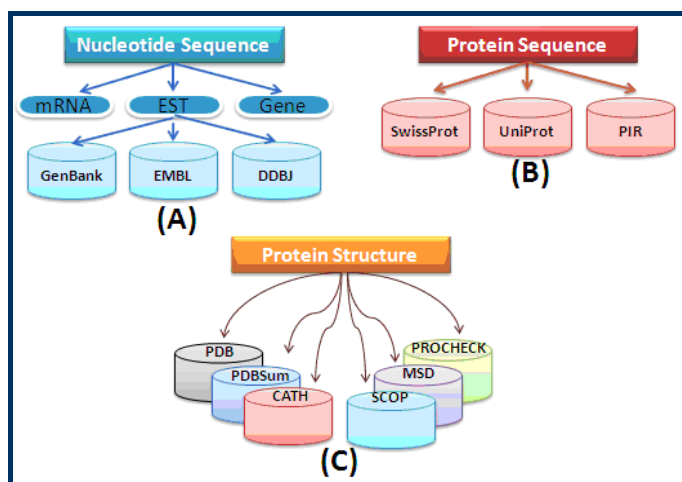 Nucleotide Sequence
mRNA
EST
Gene
GenBank
EMBL
DDBJ
(A)
Protein Sequence
SwissProt
UniProt
PIR
(B)
Protein Structure
PDB
PDBSum
CATH
SCOP
MSD
PROCHECK
(C)